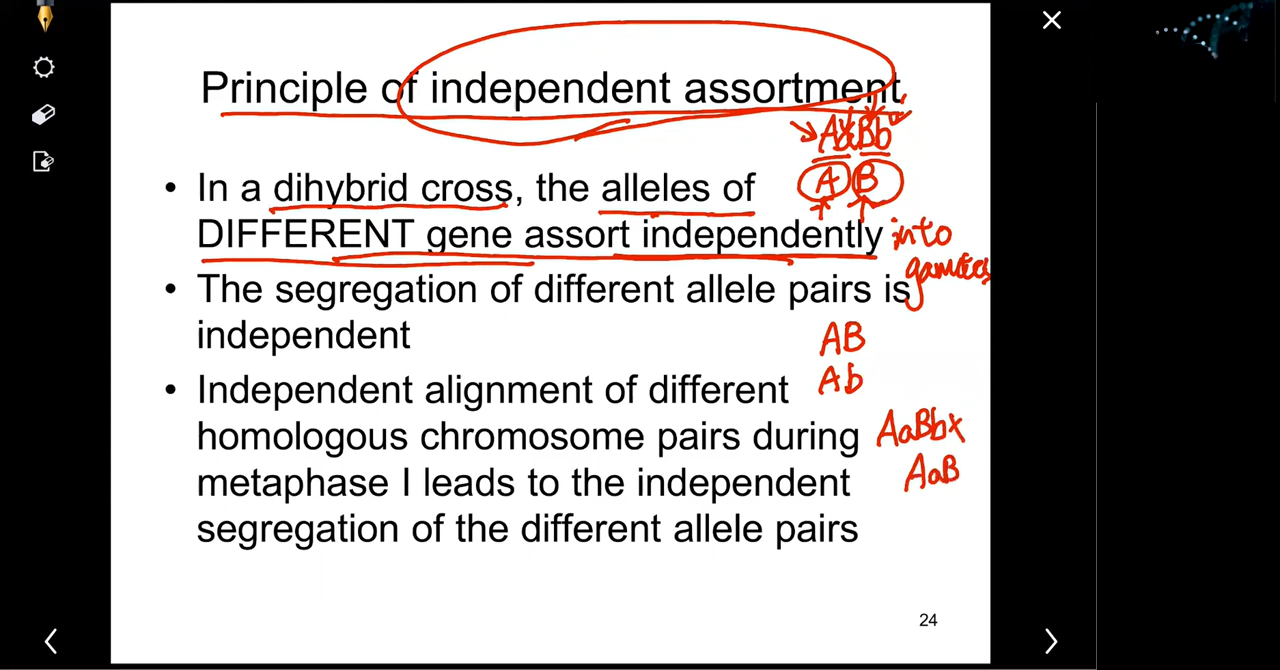 Principle of independent assortment.
AaBb
• In a dihybrid cross, the alleles of
A B
DIFFERENT gene assort independently into
gametes
• The segregation of different allele pairs is
independent
AB
Ab
• Independent alignment of different
homologous chromosome pairs during
AaBbx
metaphase I leads to the independent
AaB
segregation of the different allele pairs
24